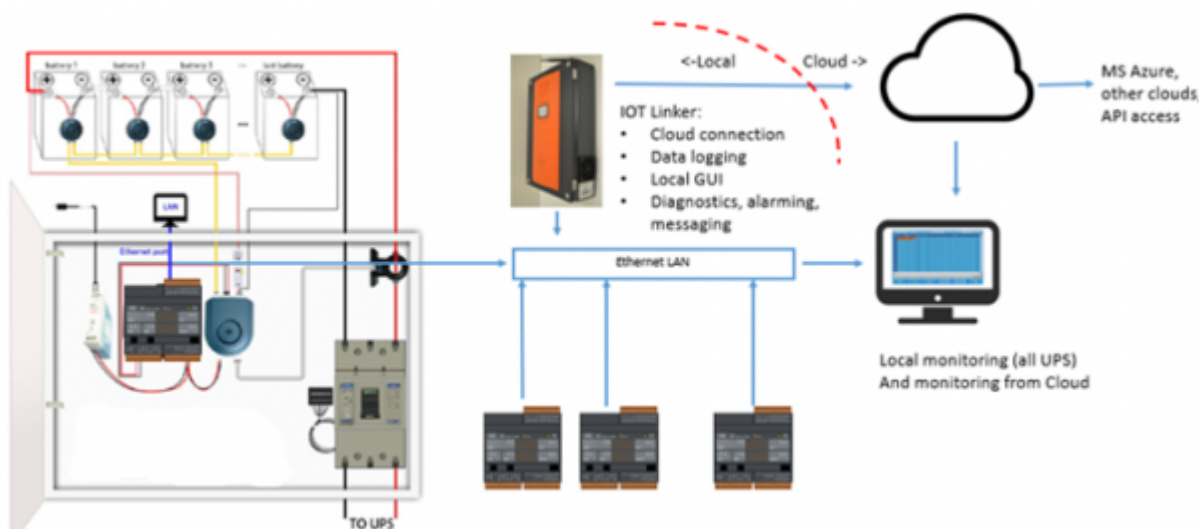 battery 1
battery 2
battery 3
last battery
LAN
Ethernet port
TO UPS
<-Local
Cloud ->
IOT Linker:
• Cloud connection
• Data logging
• Local GUI
• Diagnostics, alarming,
messaging
Ethernet LAN
MS Azure,
other clouds,
API access
Local monitoring (all UPS)
And monitoring from Cloud